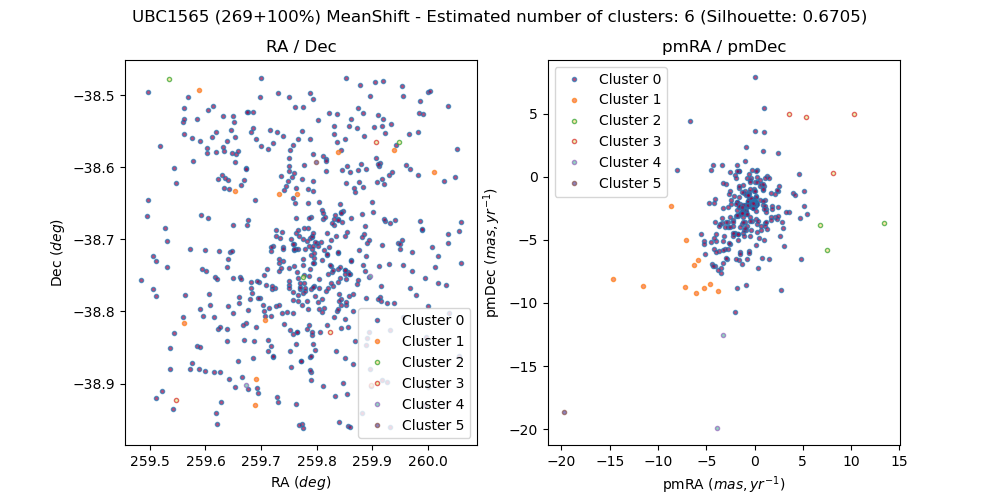 UBC1565 (269+100%) MeanShift - Estimated number of clusters: 6 (Silhouette: 0.6705)
RA / Dec
Dec (deg)
−38.5
−38.6
−38.7
−38.8
−38.9
259.5 259.6 259.7 259.8 259.9 260.0
RA (deg)
Cluster 0
Cluster 1
Cluster 2
Cluster 3
Cluster 4
Cluster 5
pmRA / pmDec
pmDec (mas, yr⁻¹)
5
0
−5
−10
−15
−20
−20 −15 −10 −5 0 5 10 15
pmRA (mas, yr⁻¹)
Cluster 0
Cluster 1
Cluster 2
Cluster 3
Cluster 4
Cluster 5